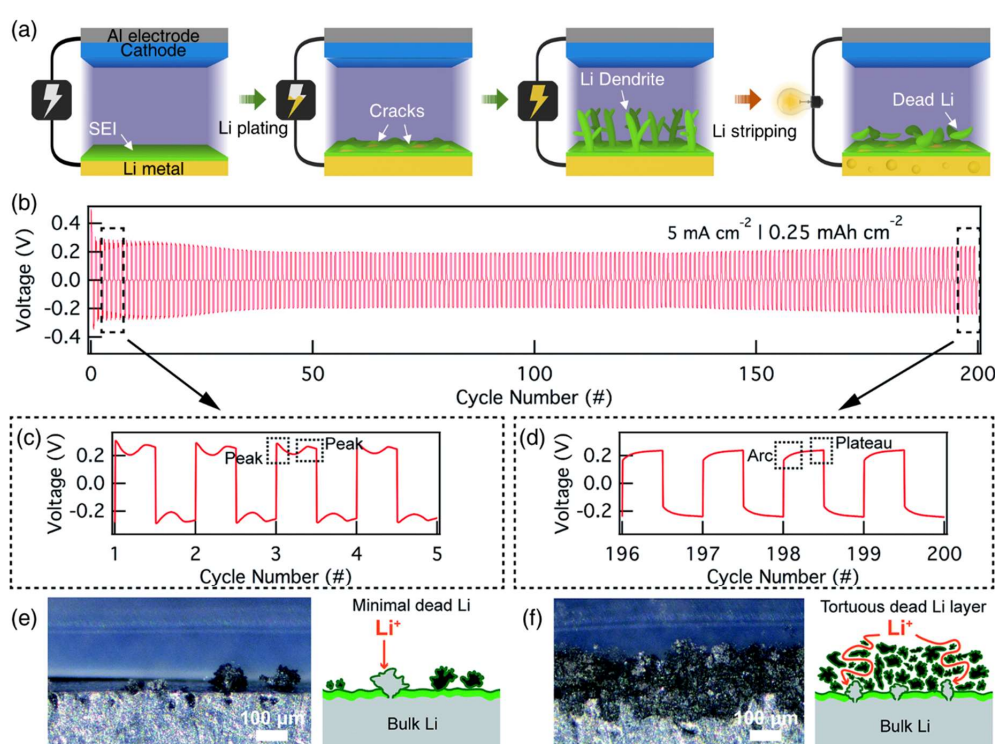 (a)
Al electrode
Cathode
SEI
Li metal
Li plating
Cracks
Li Dendrite
Li stripping
Dead Li
(b)
5 mA cm⁻² | 0.25 mAh cm⁻²
Voltage (V)
0.4
0.2
0.0
-0.2
-0.4
0 50 100 150 200
Cycle Number (#)
(c)
Voltage (V)
0.2
0.0
-0.2
Peak
Peak
1 2 3 4 5
Cycle Number (#)
(d)
Voltage (V)
0.2
0.0
-0.2
Arc
Plateau
196 197 198 199 200
Cycle Number (#)
(e)
100 µm
Minimal dead Li
Li⁺
Bulk Li
(f)
100 µm
Tortuous dead Li layer
Li⁺
Bulk Li